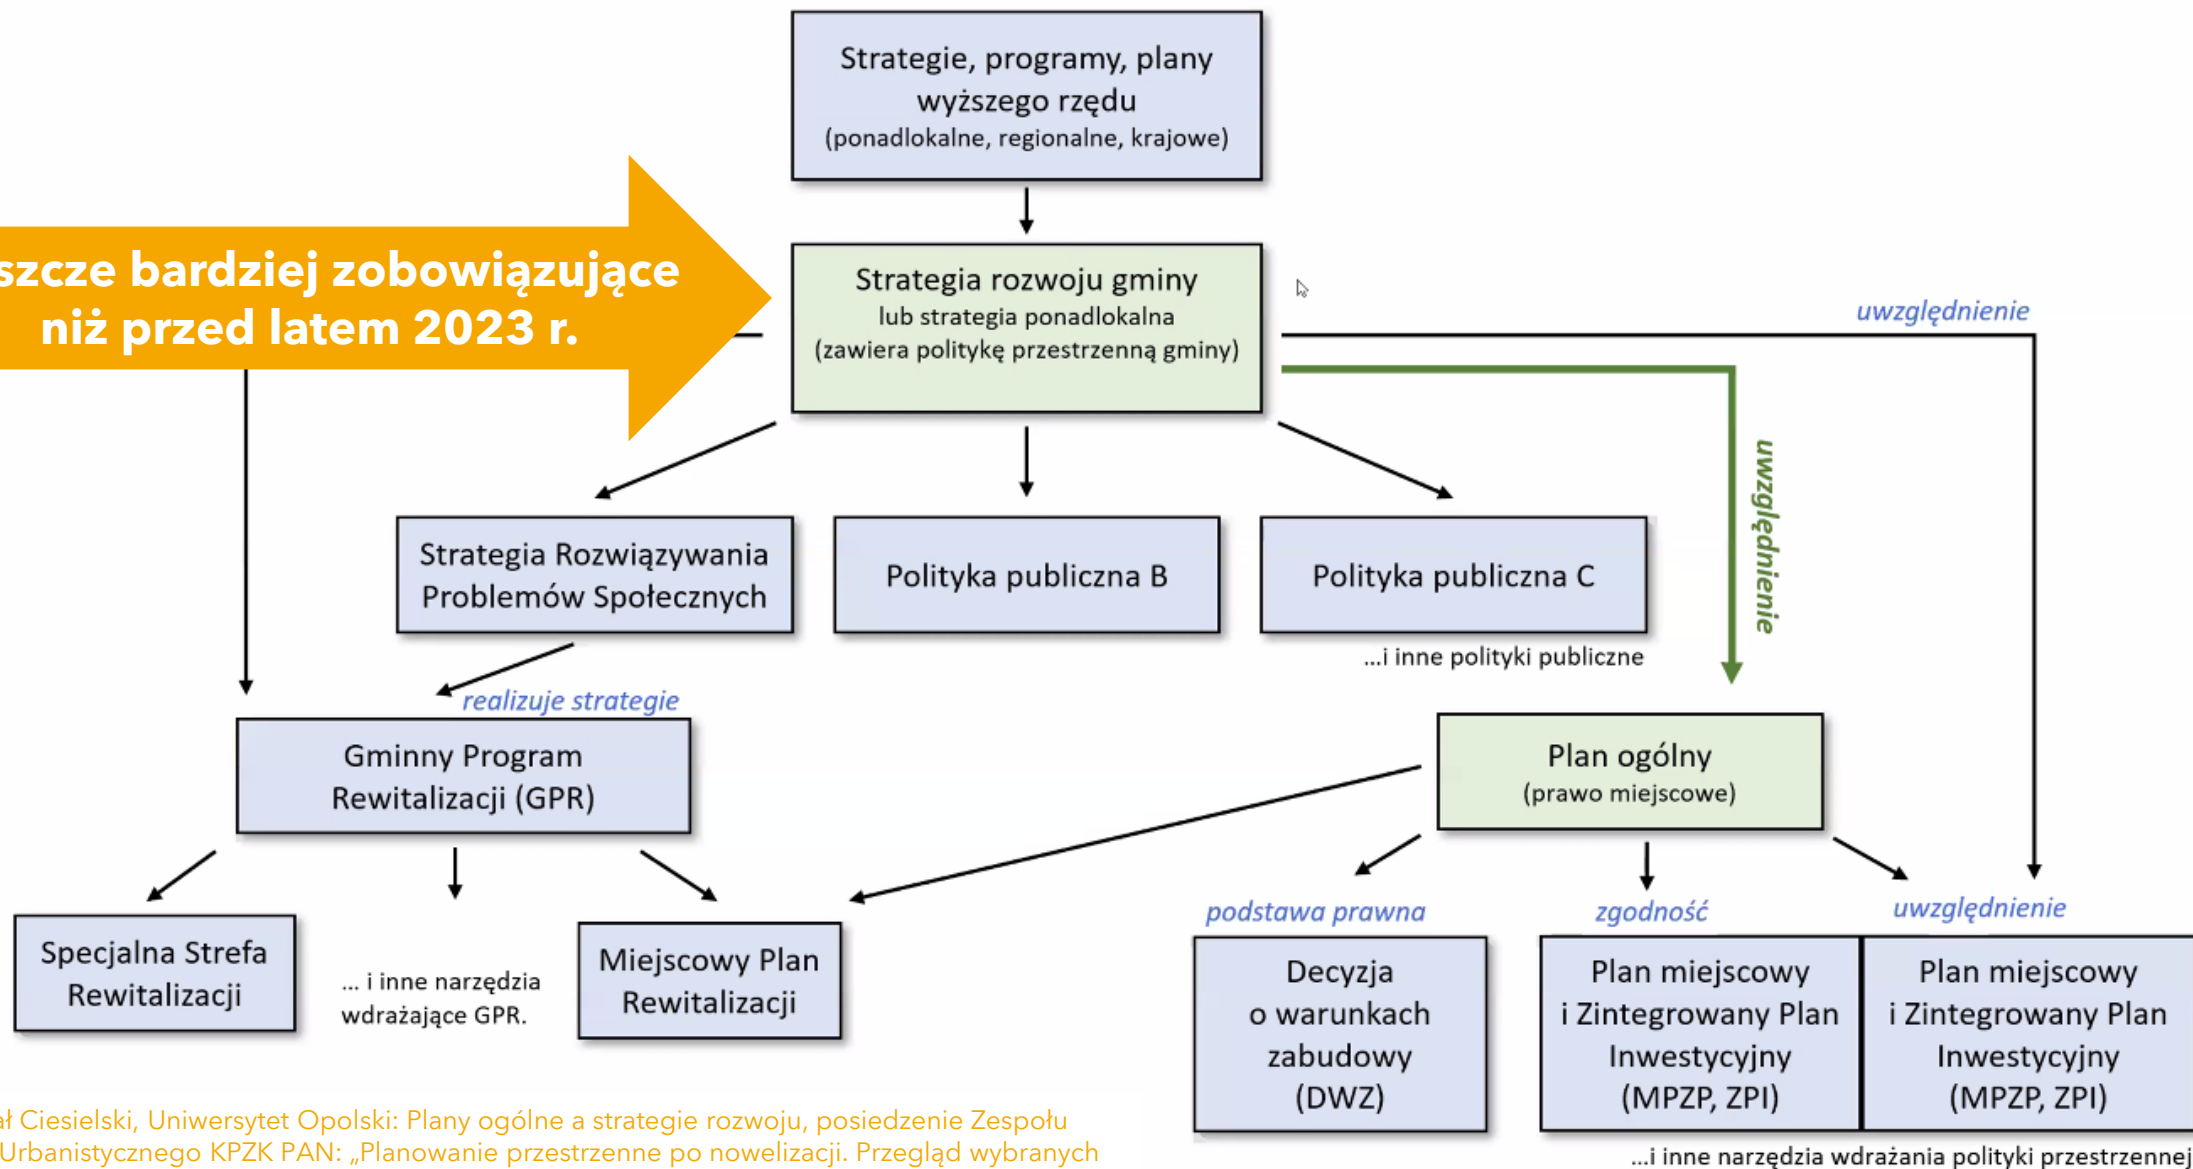 Strategie, programy, plany
wyższego rzędu
(ponadlokalne, regionalne, krajowe)
szcze bardziej zobowiązujące
niż przed latem 2023 r.
Strategia rozwoju gminy
lub strategia ponadlokalna
(zawiera politykę przestrzenną gminy)
uwzględnienie
uwzględnienie
Strategia Rozwiązywania
Problemów Społecznych
Polityka publiczna B
Polityka publiczna C
...i inne polityki publiczne
realizuje strategie
Gminny Program
Rewitalizacji (GPR)
Plan ogólny
(prawo miejscowe)
Specjalna Strefa
Rewitalizacji
... i inne narzędzia
wdrażające GPR.
Miejscowy Plan
Rewitalizacji
podstawa prawna
zgodność
uwzględnienie
Decyzja
o warunkach
zabudowy
(DWZ)
Plan miejscowy
i Zintegrowany Plan
Inwestycyjny
(MPZP, ZPI)
Plan miejscowy
i Zintegrowany Plan
Inwestycyjny
(MPZP, ZPI)
...i inne narzędzia wdrażania polityki przestrzennej
ał Ciesielski, Uniwersytet Opolski: Plany ogólne a strategie rozwoju, posiedzenie Zespołu
Urbanistycznego KPZK PAN: „Planowanie przestrzenne po nowelizacji. Przegląd wybranych